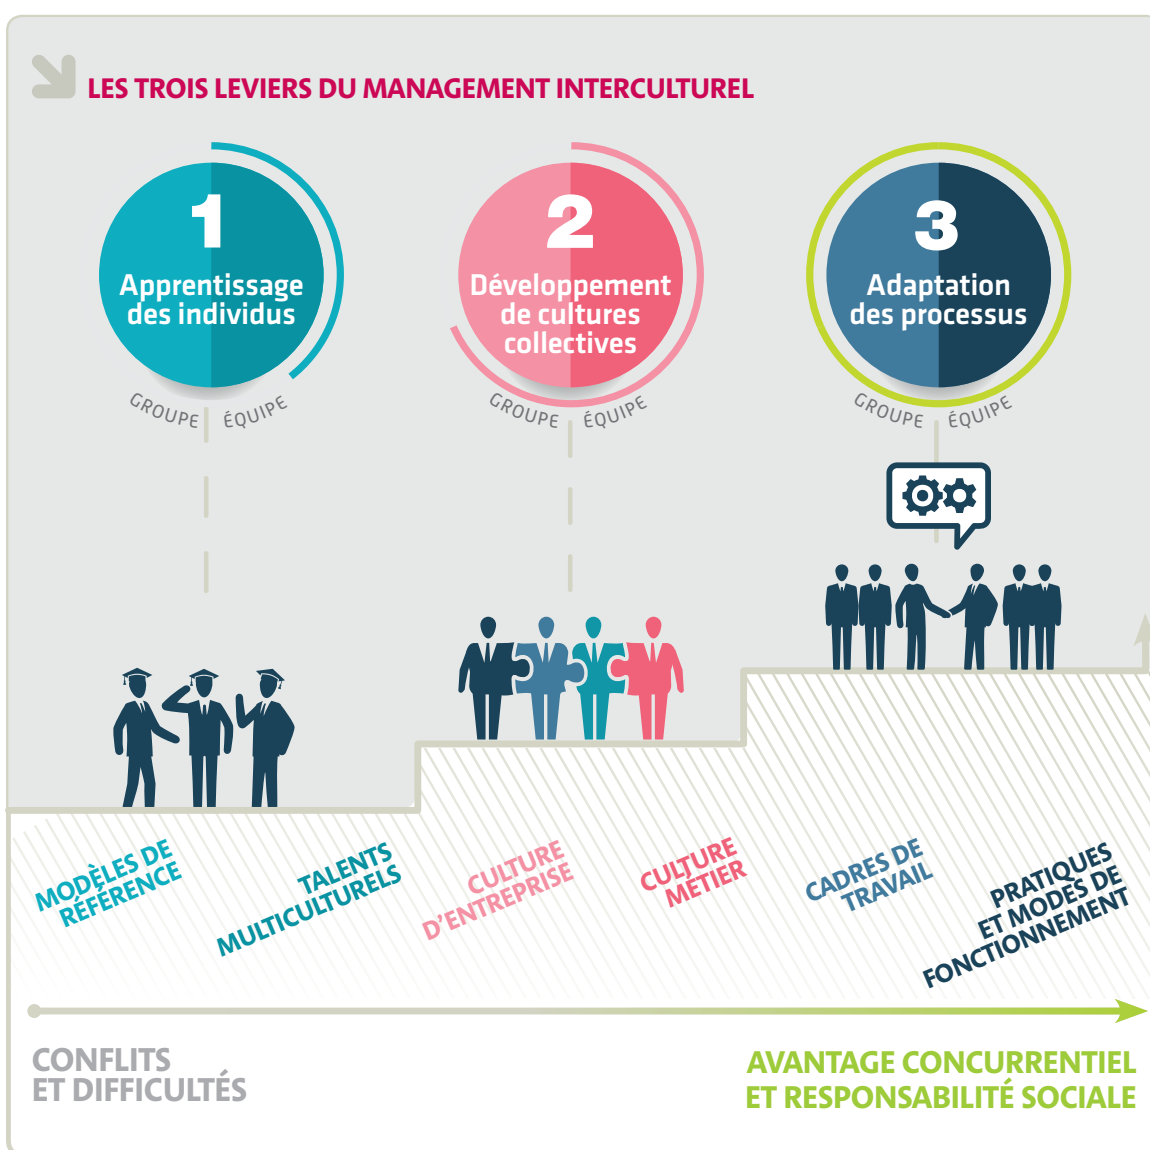 LES TROIS LEVIERS DU MANAGEMENT INTERCULTUREL
1
Apprentissage
des individus
GROUPE
ÉQUIPE
2
Développement
de cultures
collectives
GROUPE
ÉQUIPE
3
Adaptation
des processus
GROUPE
ÉQUIPE
MODÈLES DE
RÉFÉRENCE
TALENTS
MULTICULTURELS
CULTURE
D'ENTREPRISE
CULTURE
MÉTIER
CADRES DE
TRAVAIL
PRATIQUES
ET MODES DE
FONCTIONNEMENT
CONFLITS
ET DIFFICULTÉS
AVANTAGE CONCURRENTIEL
ET RESPONSABILITÉ SOCIALE